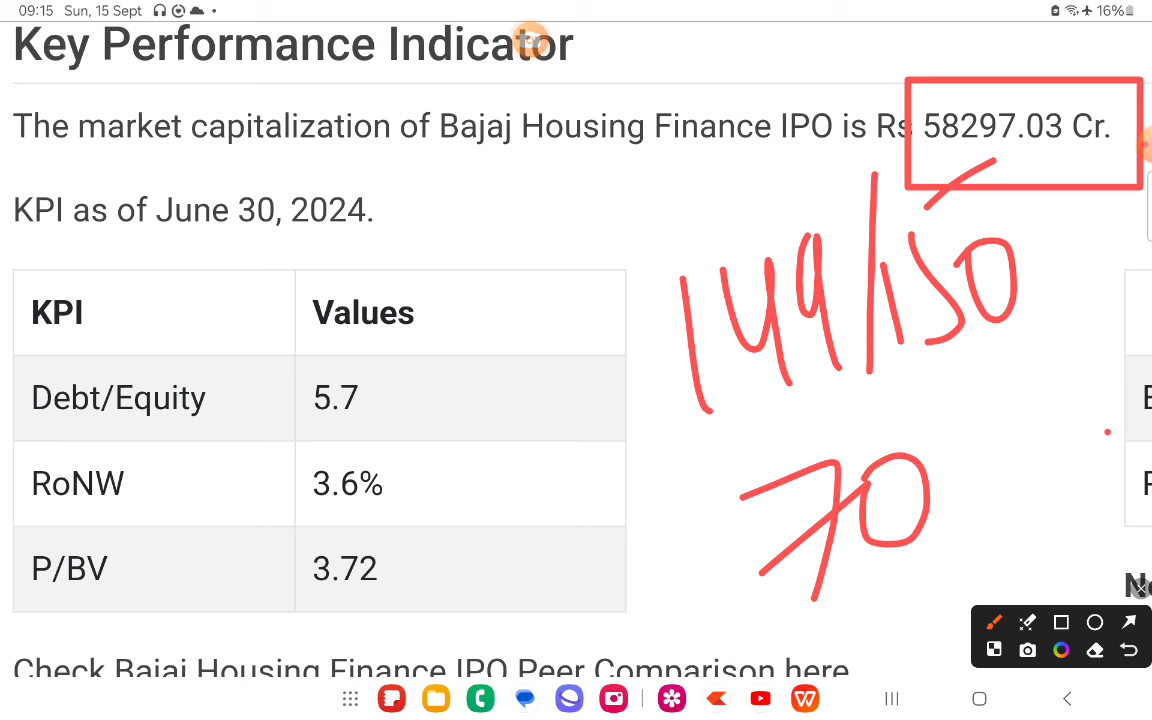 09:15 Sun, 15 Sept
16%
Key Performance Indicator
The market capitalization of Bajaj Housing Finance IPO is Rs 58297.03 Cr.
149/150
KPI as of June 30, 2024.
KPI Values
Debt/Equity 5.7
70
RoNW 3.6%
P/BV 3.72
Check Bajaj Housing Finance IPO Peer Comparison here